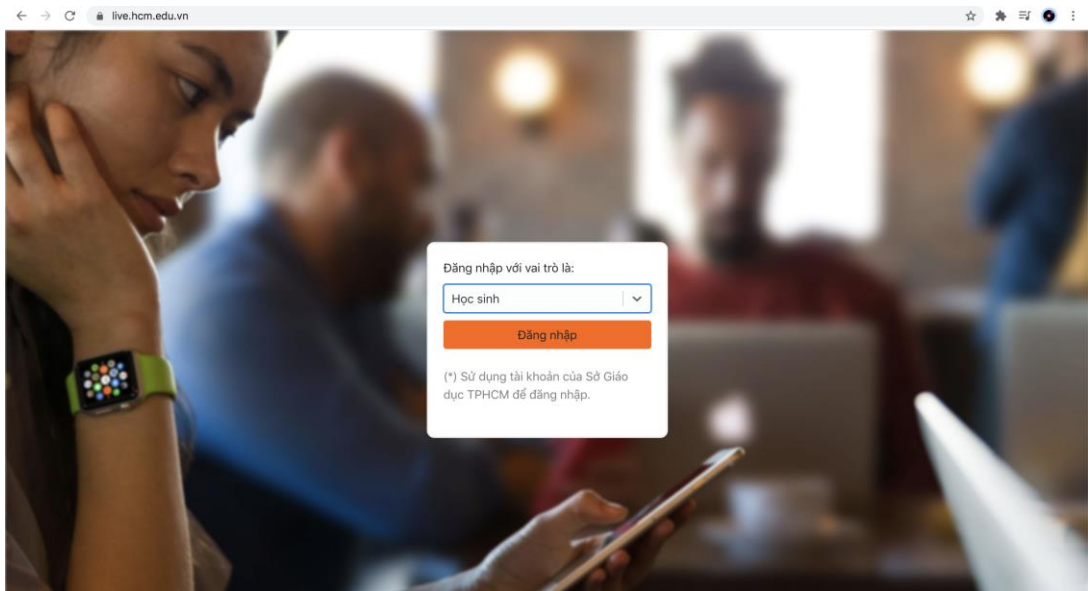 live.hcm.edu.vn
Đăng nhập với vai trò là:
Học sinh
Đăng nhập
(*) Sử dụng tài khoản của Sở Giáo
dục TPHCM để đăng nhập.